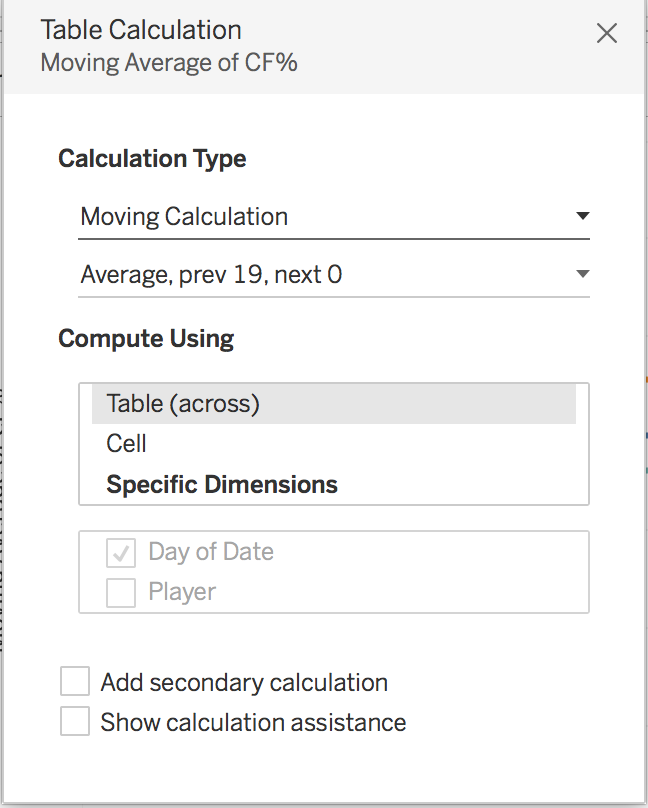 Table Calculation
Moving Average of CF%
Calculation Type
Moving Calculation
Average, prev 19, next 0
Compute Using
Table (across)
Cell
Specific Dimensions
Day of Date
Player
Add secondary calculation
Show calculation assistance